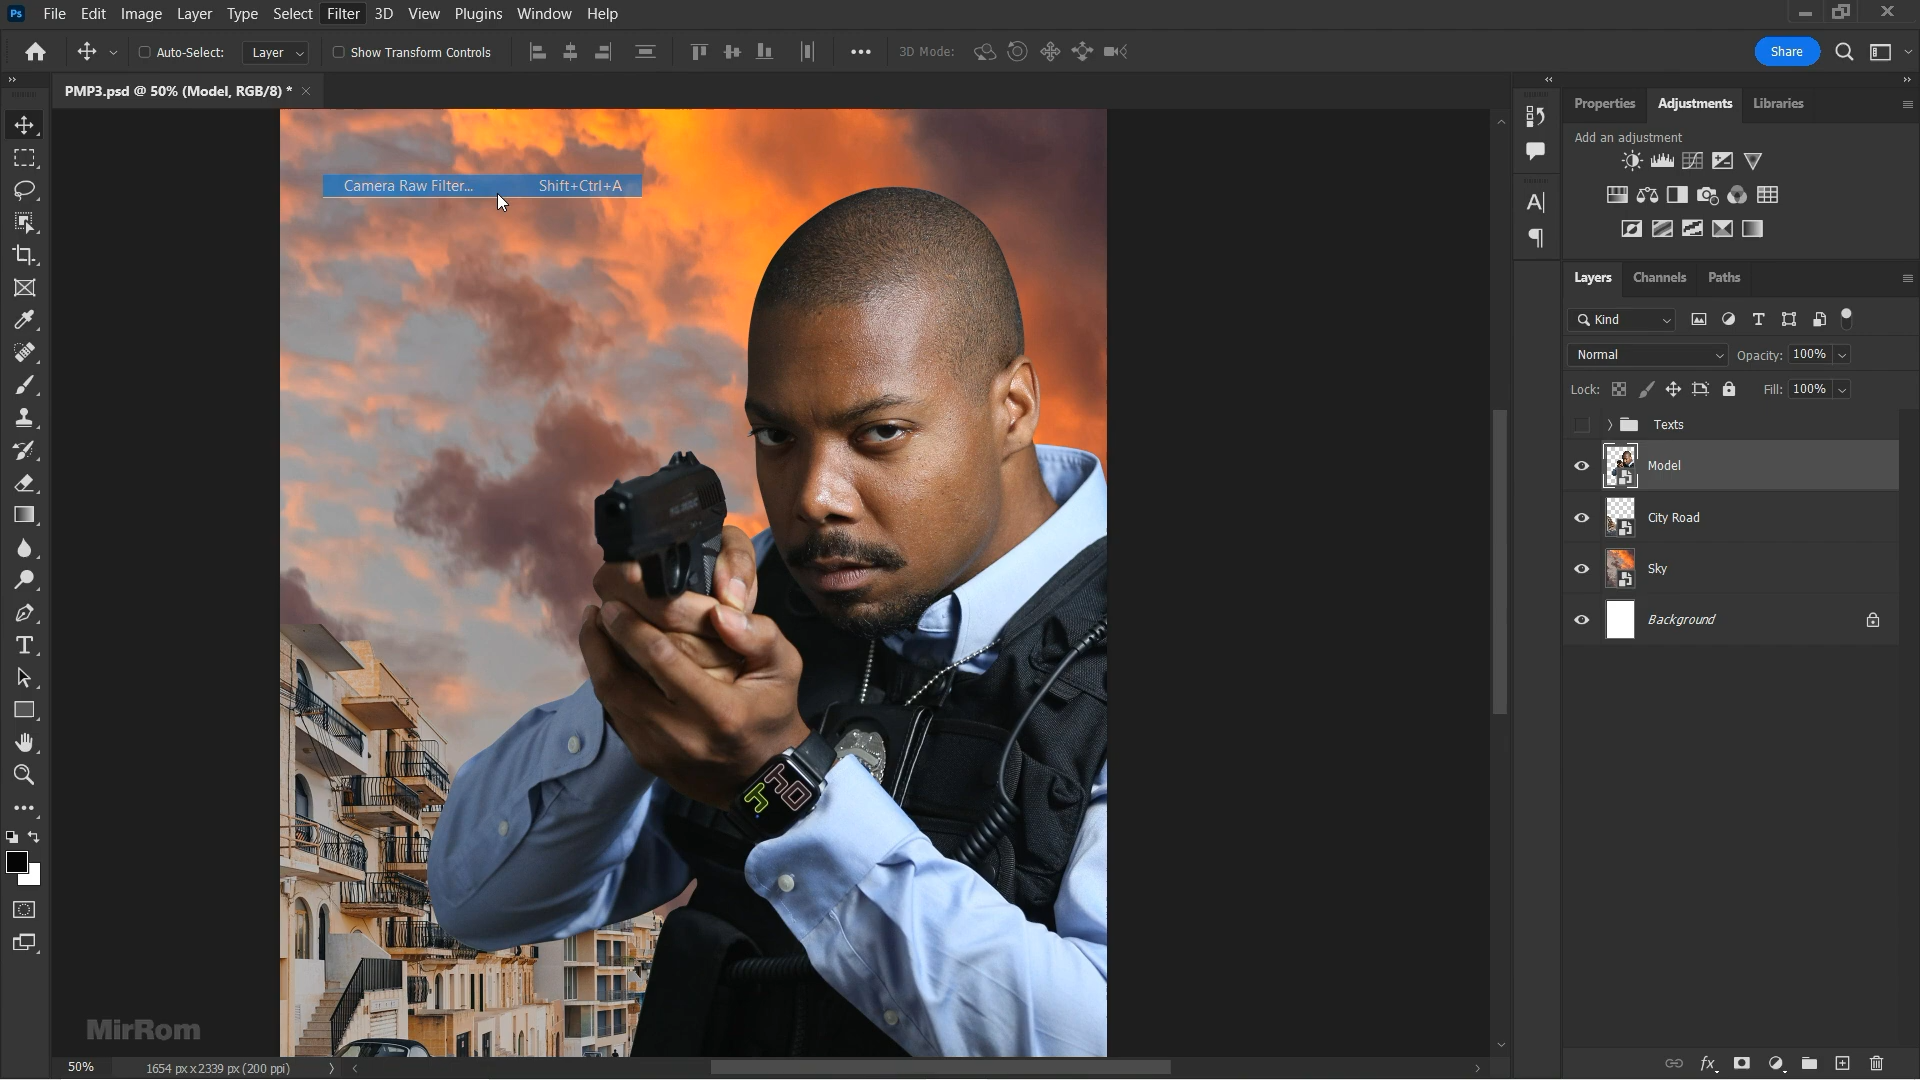 Ps File Edit Image Layer Type Select Filter 3D View Plugins Window Help
Auto-Select: Layer Show Transform Controls 3D Mode: Share
PMP3.psd @ 50% (Model, RGB/8) *
Camera Raw Filter... Shift+Ctrl+A
MirRom
50% 1654 px x 2339 px (200 ppi)
Properties Adjustments Libraries
Add an adjustment
Layers Channels Paths
Kind
Normal Opacity: 100%
Lock: Fill: 100%
Texts
Model
City Road
Sky
Background